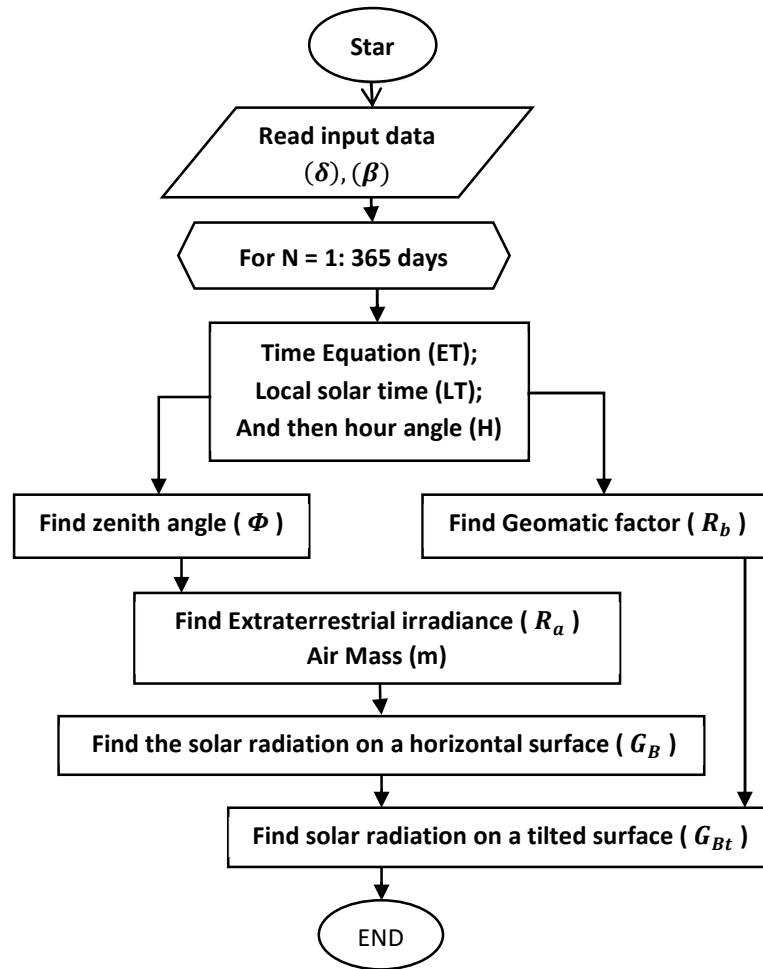 Star
Read input data
(δ), (β)
For N = 1: 365 days
Time Equation (ET);
Local solar time (LT);
And then hour angle (H)
Find zenith angle ( Φ )
Find Geomatic factor ( R_b )
Find Extraterrestrial irradiance ( R_a )
Air Mass (m)
Find the solar radiation on a horizontal surface ( G_B )
Find solar radiation on a tilted surface ( G_Bt )
END